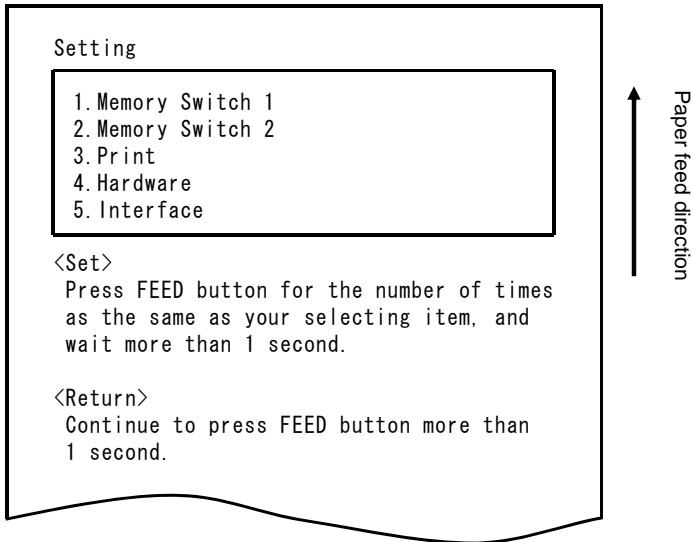 Setting
1.Memory Switch 1
2.Memory Switch 2
3.Print
4.Hardware
5.Interface
<Set>
Press FEED button for the number of times
as the same as your selecting item, and
wait more than 1 second.
<Return>
Continue to press FEED button more than
1 second.
Paper feed direction